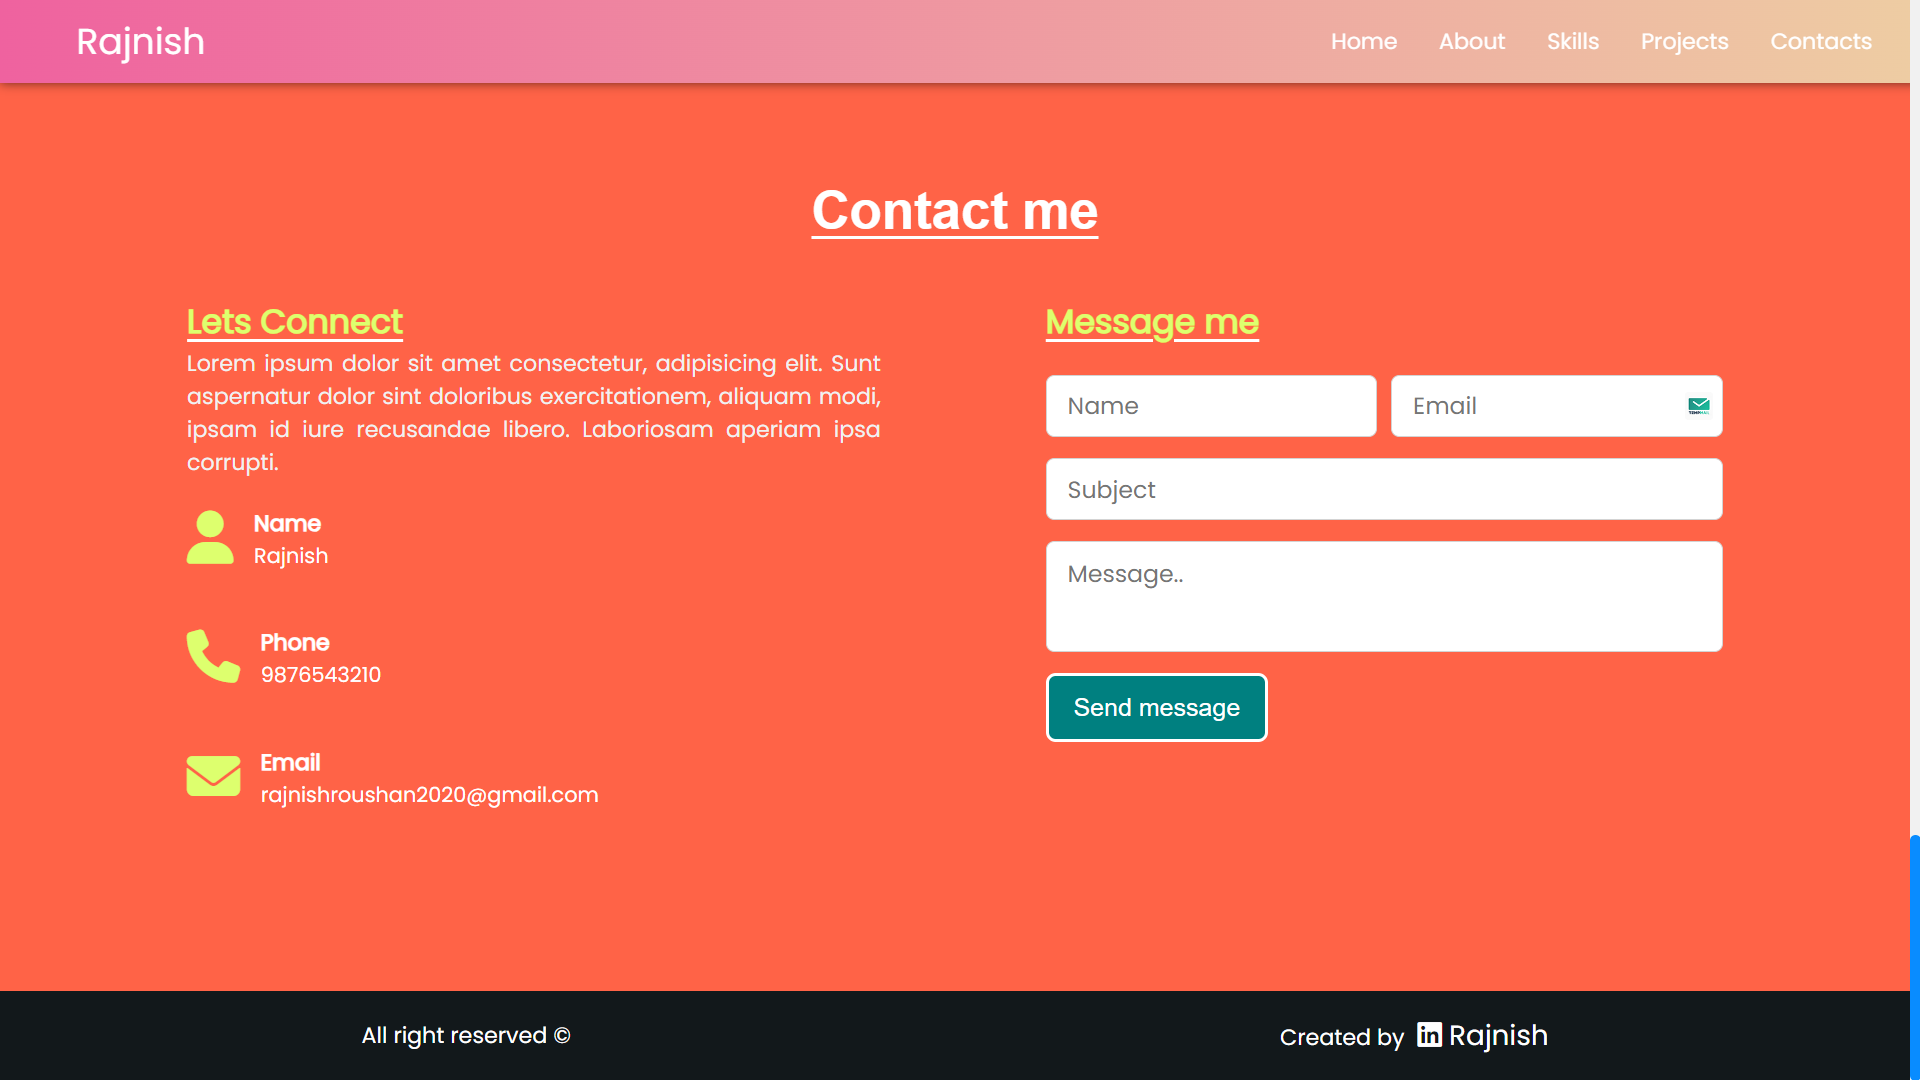 Rajnish
Home About Skills Projects Contacts
Contact me
Lets Connect
Lorem ipsum dolor sit amet consectetur, adipisicing elit. Sunt
aspernatur dolor sint doloribus exercitationem, aliquam modi,
ipsam id iure recusandae libero. Laboriosam aperiam ipsa
corrupti.
Name
Rajnish
Phone
9876543210
Email
rajnishroushan2020@gmail.com
Message me
Name
Email
Subject
Message..
Send message
All right reserved ©
Created by in Rajnish